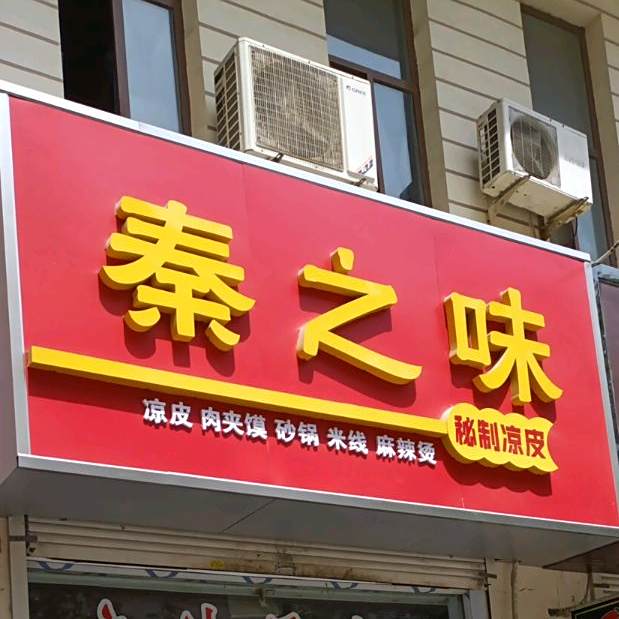 秦之味
凉皮 肉夹馍 砂锅 米线 麻辣烫
秘制凉皮